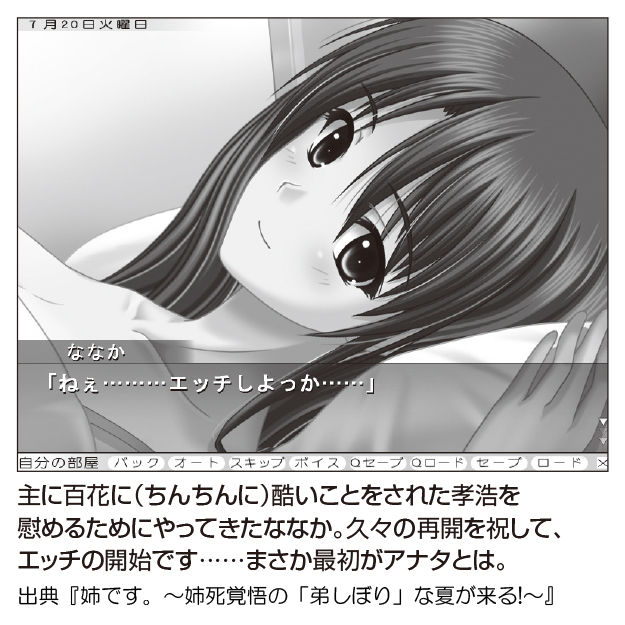 7月20日火曜日
ななか
「ねぇ………エッチしよっか……」
自分の部屋 バック オート スキップ ボイス Qセーブ Qロード セーブ ロード ×
主に百花に(ちんちんに)酷いことをされた孝浩を
慰めるためにやってきたななか。久々の再開を祝して、
エッチの開始です……まさか最初がアナタとは。
出典『姉です。～姉死覚悟の「弟しぼり」な夏が来る!～』